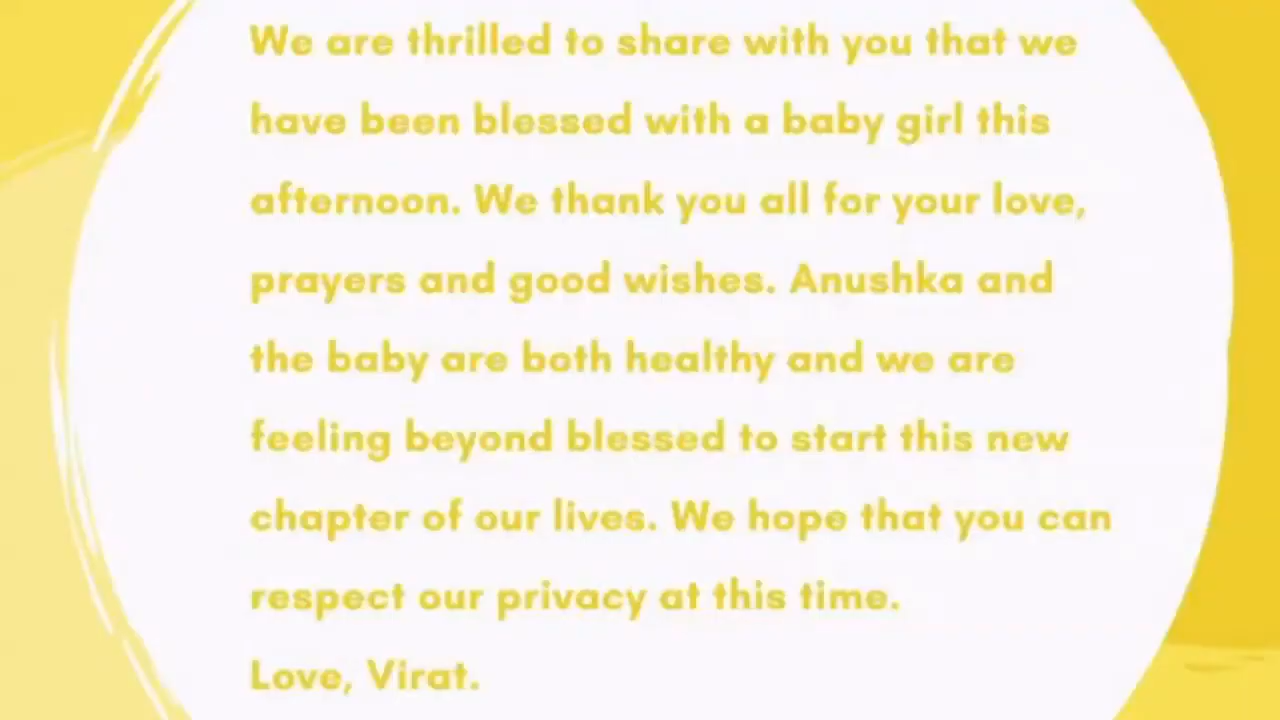 We are thrilled to share with you that we
have been blessed with a baby girl this
afternoon. We thank you all for your love,
prayers and good wishes. Anushka and
the baby are both healthy and we are
feeling beyond blessed to start this new
chapter of our lives. We hope that you can
respect our privacy at this time.
Love, Virat.